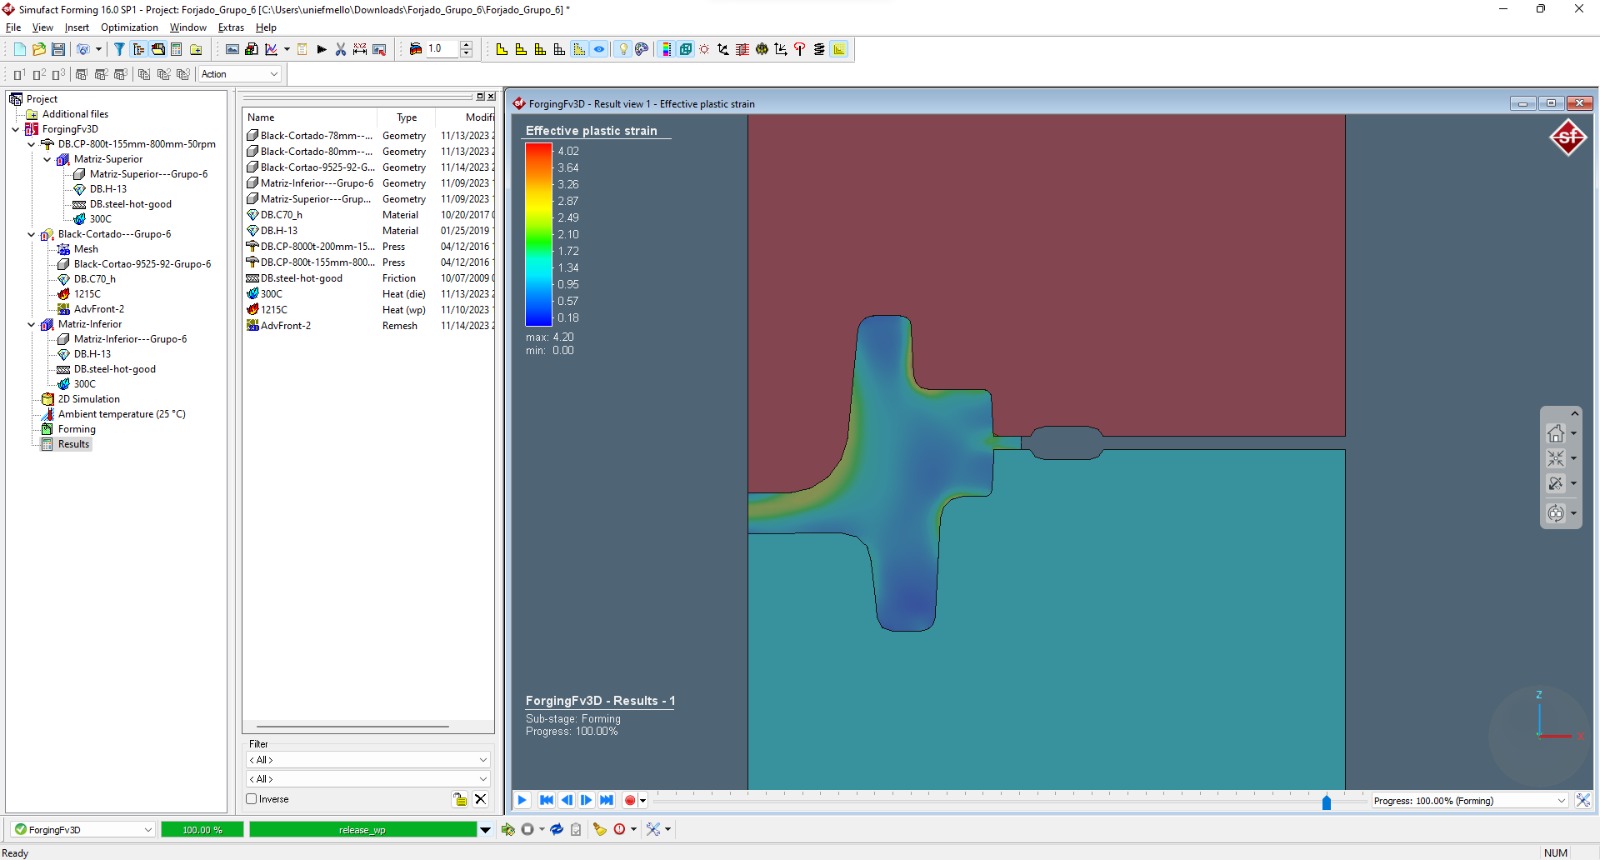 Simufact Forming 16.0 SP1 - Project: Forjado_Grupo_6 [C:\Users\uniefmello\Downloads\Forjado_Grupo_6\Forjado_Grupo_6] *
File View Insert Optimization Window Extras Help
1.0
Action
Project
Additional files
ForgingFv3D
DB.CP-800t-155mm-800mm-50rpm
Matriz-Superior
Matriz-Superior---Grupo-6
DB.H-13
DB.steel-hot-good
300C
Black-Cortado---Grupo-6
Mesh
Black-Cortao-9525-92-Grupo-6
DB.C70_h
1215C
AdvFront-2
Matriz-Inferior
Matriz-Inferior---Grupo-6
DB.H-13
DB.steel-hot-good
300C
2D Simulation
Ambient temperature (25 °C)
Forming
Results
Name Type Modifi
Black-Cortado-78mm--... Geometry 11/13/2023
Black-Cortado-80mm--... Geometry 11/13/2023
Black-Cortao-9525-92-G... Geometry 11/14/2023
Matriz-Inferior---Grupo-6 Geometry 11/09/2023
Matriz-Superior---Grup... Geometry 11/09/2023
DB.C70_h Material 10/20/2017
DB.H-13 Material 01/25/2019
DB.CP-8000t-200mm-15... Press 04/12/2016
DB.CP-800t-155mm-800... Press 04/12/2016
DB.steel-hot-good Friction 10/07/2009
300C Heat (die) 11/13/2023
1215C Heat (wp) 11/10/2023
AdvFront-2 Remesh 11/14/2023
Filter
< All >
< All >
Inverse
ForgingFv3D - Result view 1 - Effective plastic strain
Effective plastic strain
4.02
3.64
3.26
2.87
2.49
2.10
1.72
1.34
0.95
0.57
0.18
max: 4.20
min: 0.00
sf
ForgingFv3D - Results - 1
Sub-stage: Forming
Progress: 100.00%
Z
X
Progress: 100.00% (Forming)
ForgingFv3D 100.00 % release_wp
Ready NUM